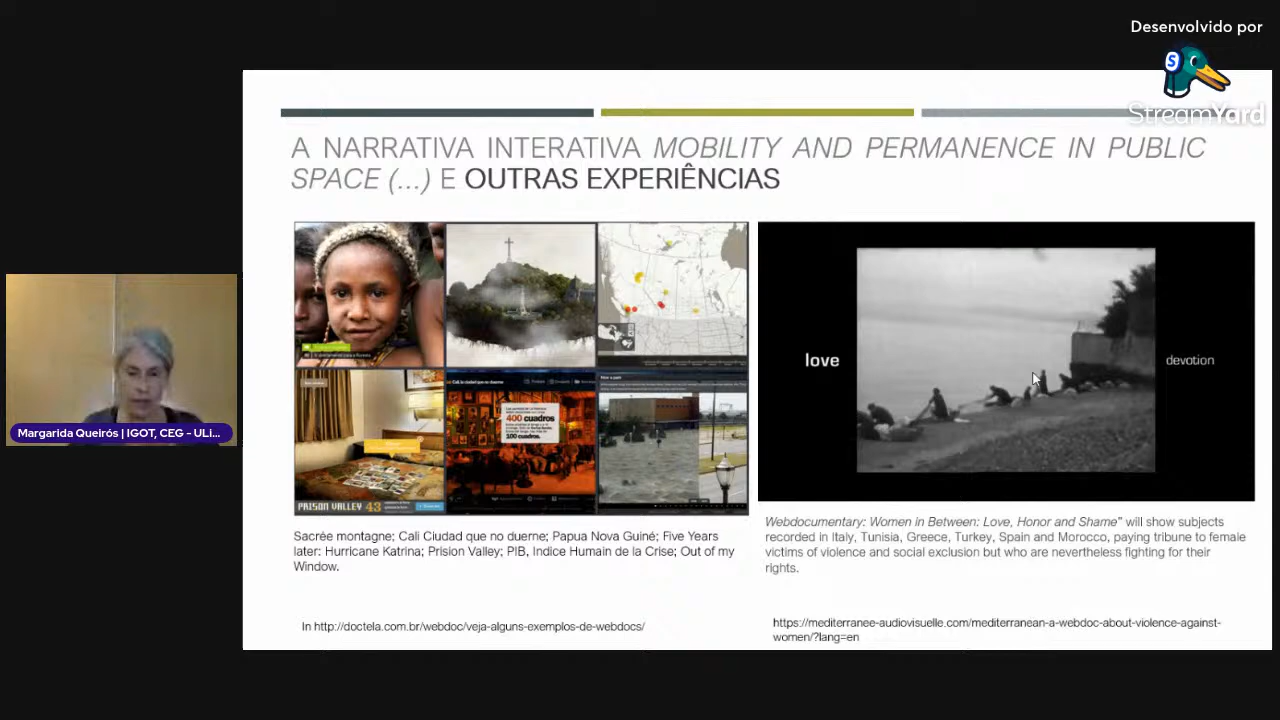 Desenvolvido por
StreamYard
A NARRATIVA INTERATIVA MOBILITY AND PERMANENCE IN PUBLIC
SPACE (...) E OUTRAS EXPERIÊNCIAS
400 cuadros
100 cuadros.
PRISON VALLEY 43
love
devotion
Margarida Queirós | IGOT, CEG - ULi...
Sacrée montagne; Cali Ciudad que no duerne; Papua Nova Guiné; Five Years
later: Hurricane Katrina; Prision Valley; PIB, Indice Humain de la Crise; Out of my
Window.
Webdocumentary: Women in Between: Love, Honor and Shame" will show subjects
recorded in Italy, Tunisia, Greece, Turkey, Spain and Morocco, paying tribute to female
victims of violence and social exclusion but who are nevertheless fighting for their
rights.
In http://doctela.com.br/webdoc/veja-alguns-exemplos-de-webdocs/
https://mediterranee-audiovisuelle.com/mediterranean-a-webdoc-about-violence-against-
women/?lang=en